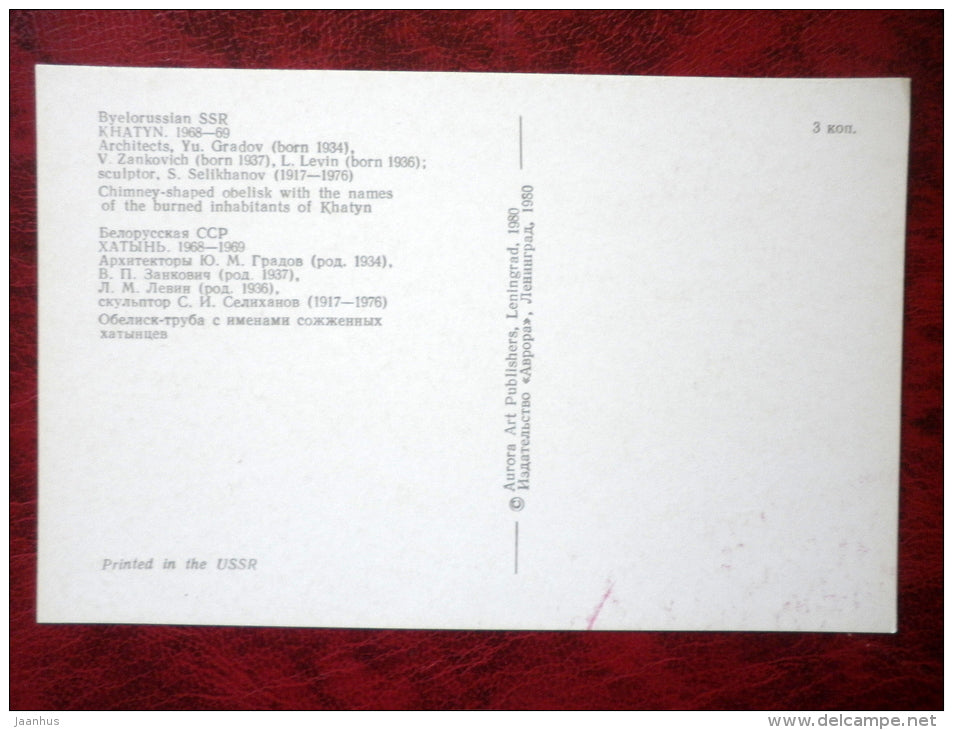 Byelorussian SSR
KHATYN. 1968—69
Architects, Yu. Gradov (born 1934),
V. Zankovich (born 1937), L. Levin (born 1936);
sculptor, S. Selikhanov (1917—1976)
Chimney-shaped obelisk with the names
of the burned inhabitants of Khatyn
Белорусская ССР
ХАТЫНЬ. 1968—1969
Архитекторы Ю. М. Градов (род. 1934),
В. П. Занкович (род. 1937),
Л. М. Левин (род. 1936),
скульптор С. И. Селиханов (1917—1976)
Обелиск-труба с именами сожженных
хатынцев
Printed in the USSR
© Aurora Art Publishers, Leningrad, 1980
Издательство «Аврора», Ленинград, 1980
3 коп.
jaanhus
www.delcampe.net